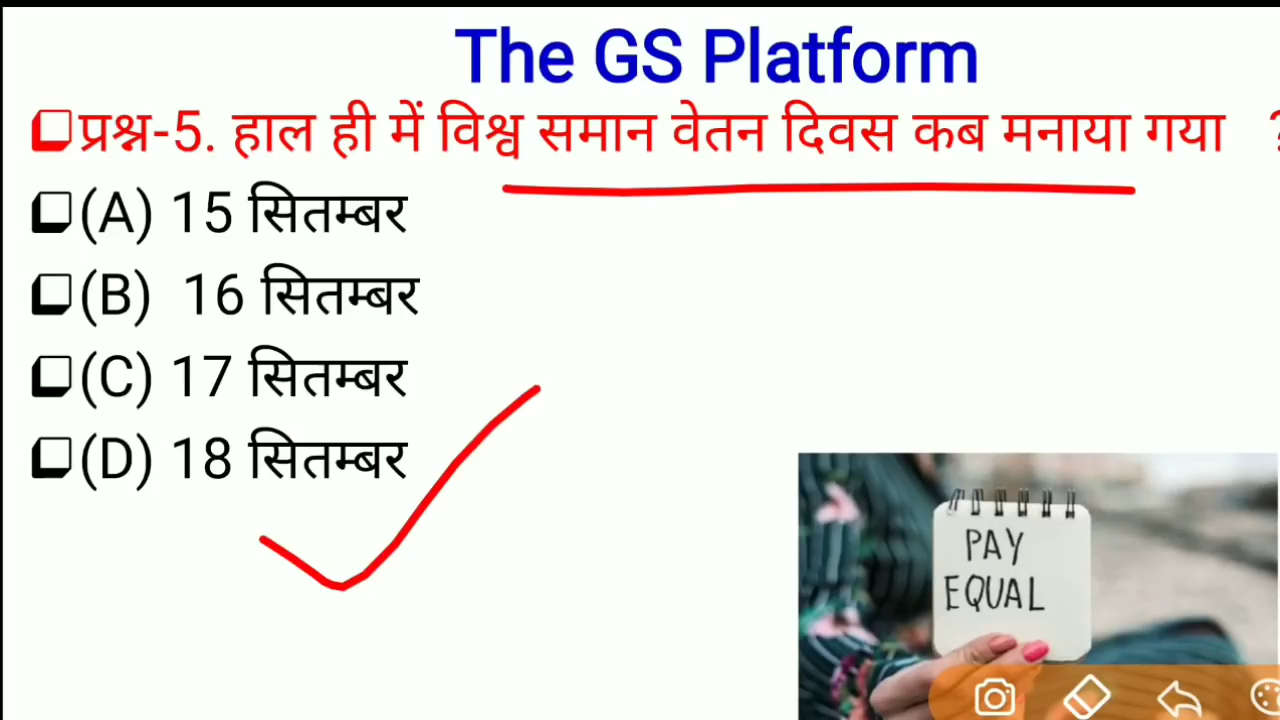 The GS Platform
प्रश्न-5. हाल ही में विश्व समान वेतन दिवस कब मनाया गया ?
(A) 15 सितम्बर
(B) 16 सितम्बर
(C) 17 सितम्बर
(D) 18 सितम्बर
PAY
EQUAL